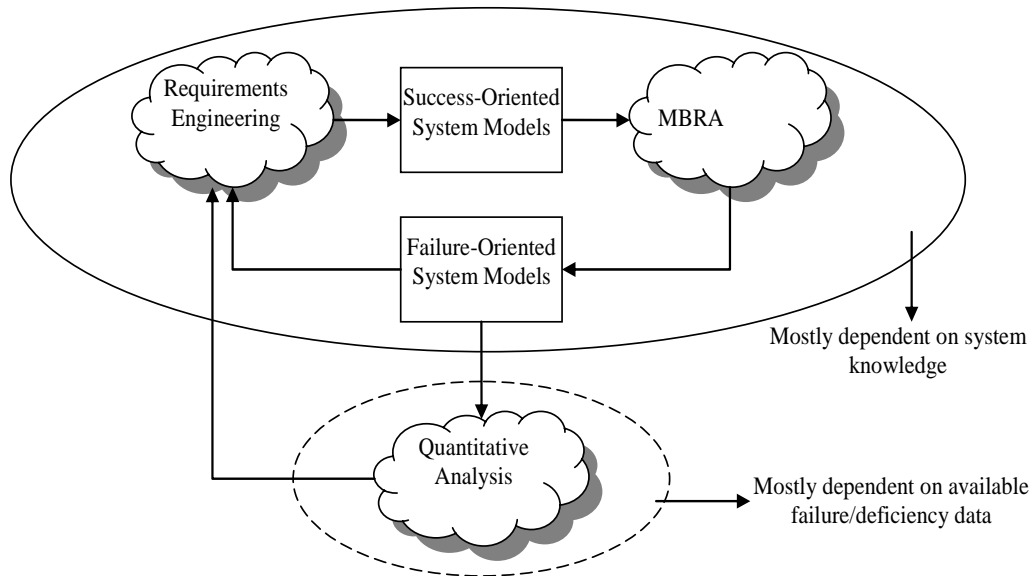 Requirements
Engineering
Success-Oriented
System Models
MBRA
Failure-Oriented
System Models
Mostly dependent on system
knowledge
Quantitative
Analysis
Mostly dependent on available
failure/deficiency data